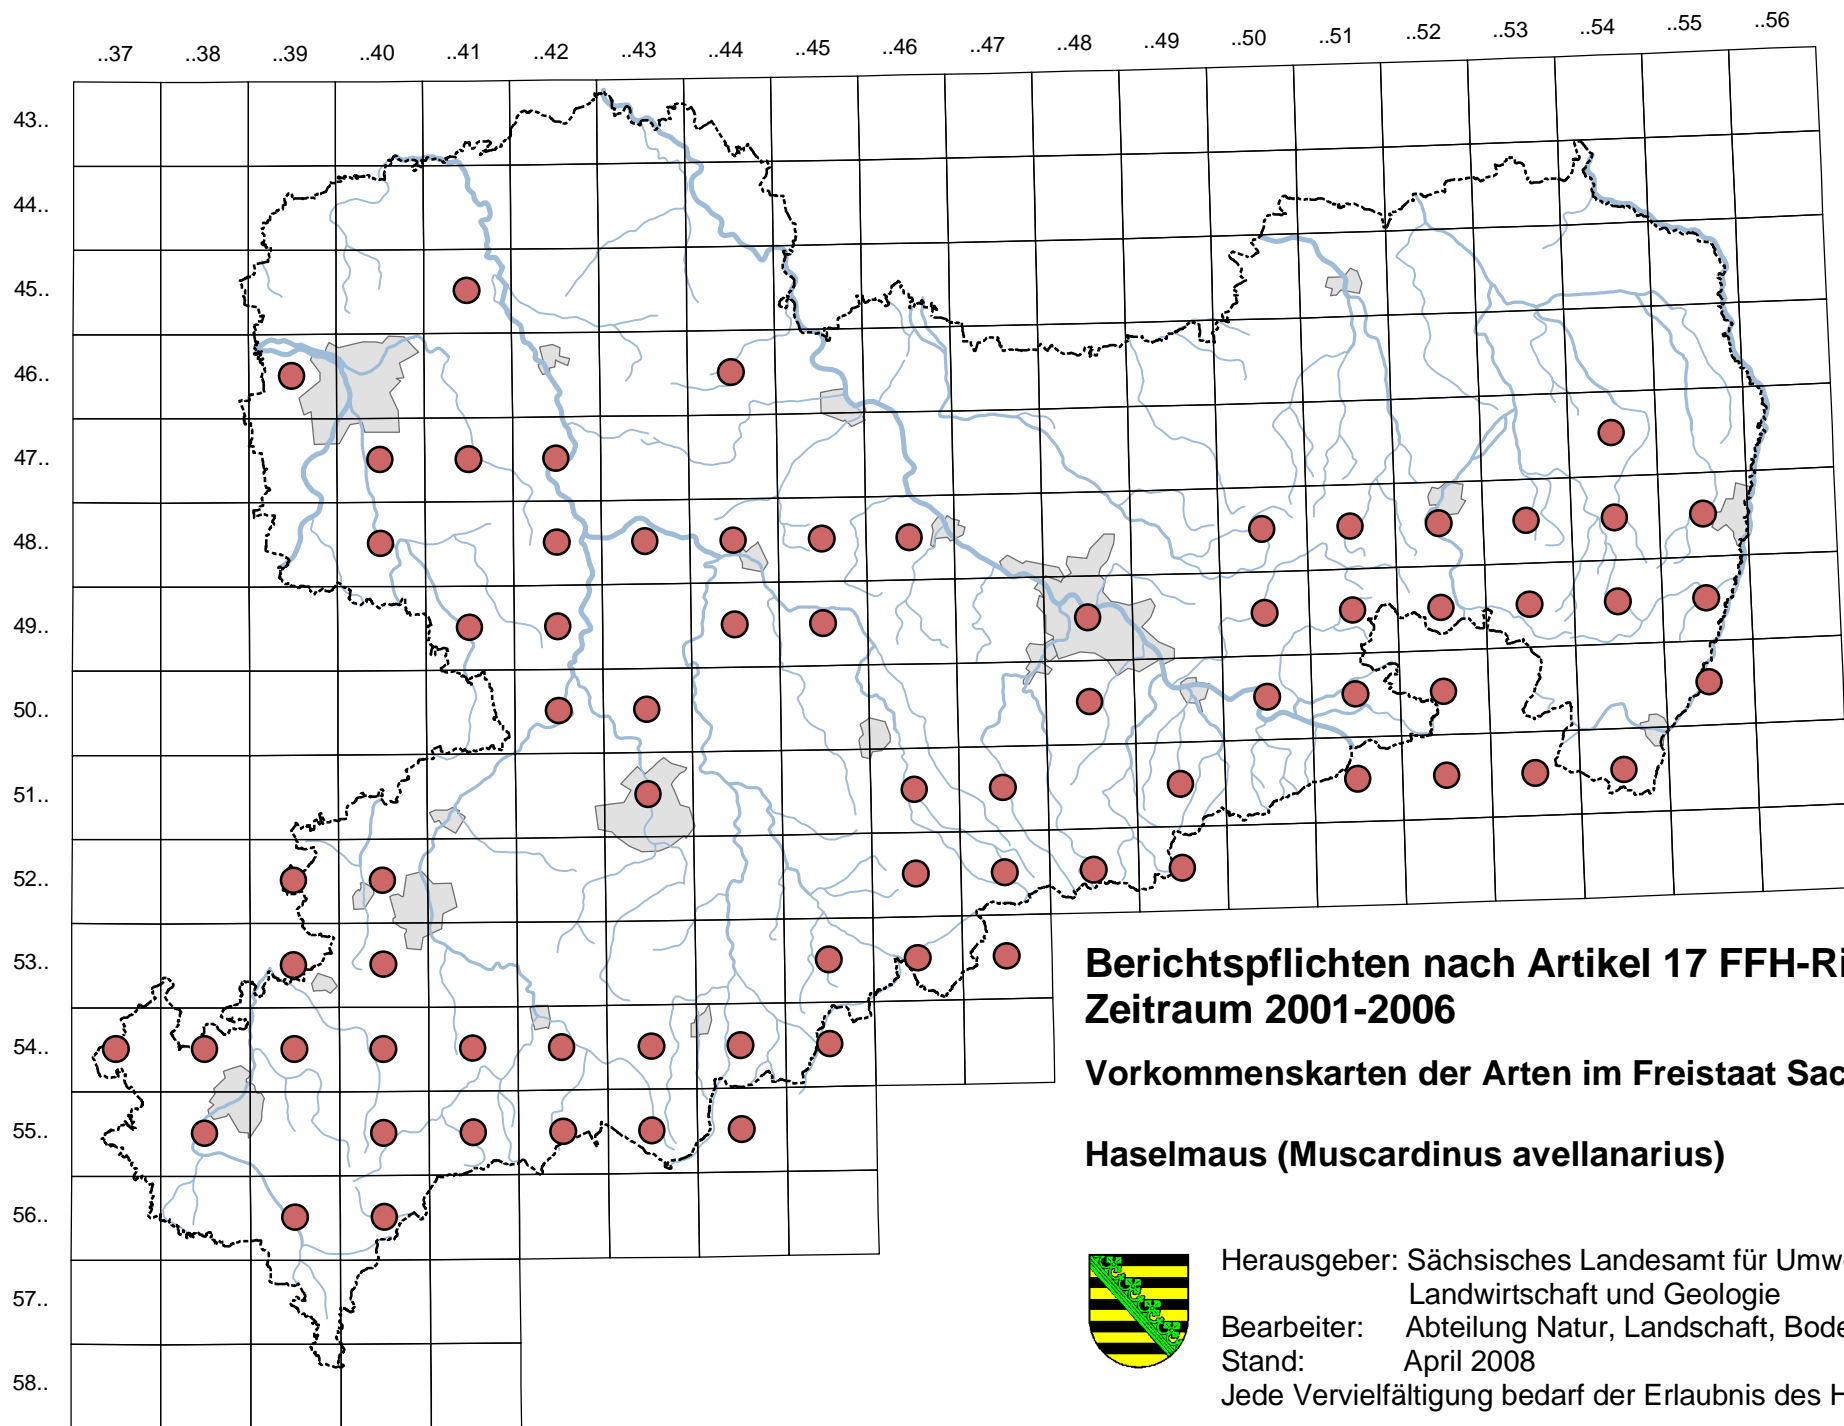 ..37 ..38 ..39 ..40 ..41 ..42 ..43 ..44 ..45 ..46 ..47 ..48 ..49 ..50 ..51 ..52 ..53 ..54 ..55 ..56
43..
44..
45..
46..
47..
48..
49..
50..
51..
52..
53..
54..
55..
56..
57..
58..
Berichtspflichten nach Artikel 17 FFH-Ri
Zeitraum 2001-2006
Vorkommenskarten der Arten im Freistaat Sac
Haselmaus (Muscardinus avellanarius)
Herausgeber: Sächsisches Landesamt für Umwe
Landwirtschaft und Geologie
Bearbeiter: Abteilung Natur, Landschaft, Bode
Stand: April 2008
Jede Vervielfältigung bedarf der Erlaubnis des H